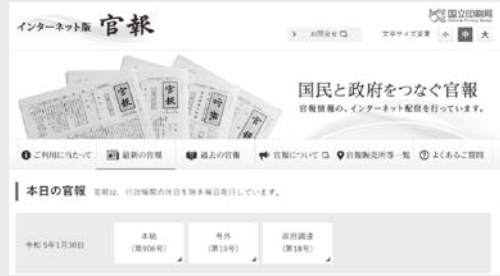 インターネット版 官報
国立印刷局
お問合せ
文字サイズ変更 小 中 大
官報
官報
官報
官報
国民と政府をつなぐ官報
官報情報の、インターネット配信を行っています。
ご利用に当たって 最新の官報 過去の官報 官報について 官報販売所等一覧 よくあるご質問
本日の官報 官報は、行政機関の休日を除き毎日発行しています。
令和 5年1月30日
本紙 号外 政府調達
(第906号) (第19号) (第18号)